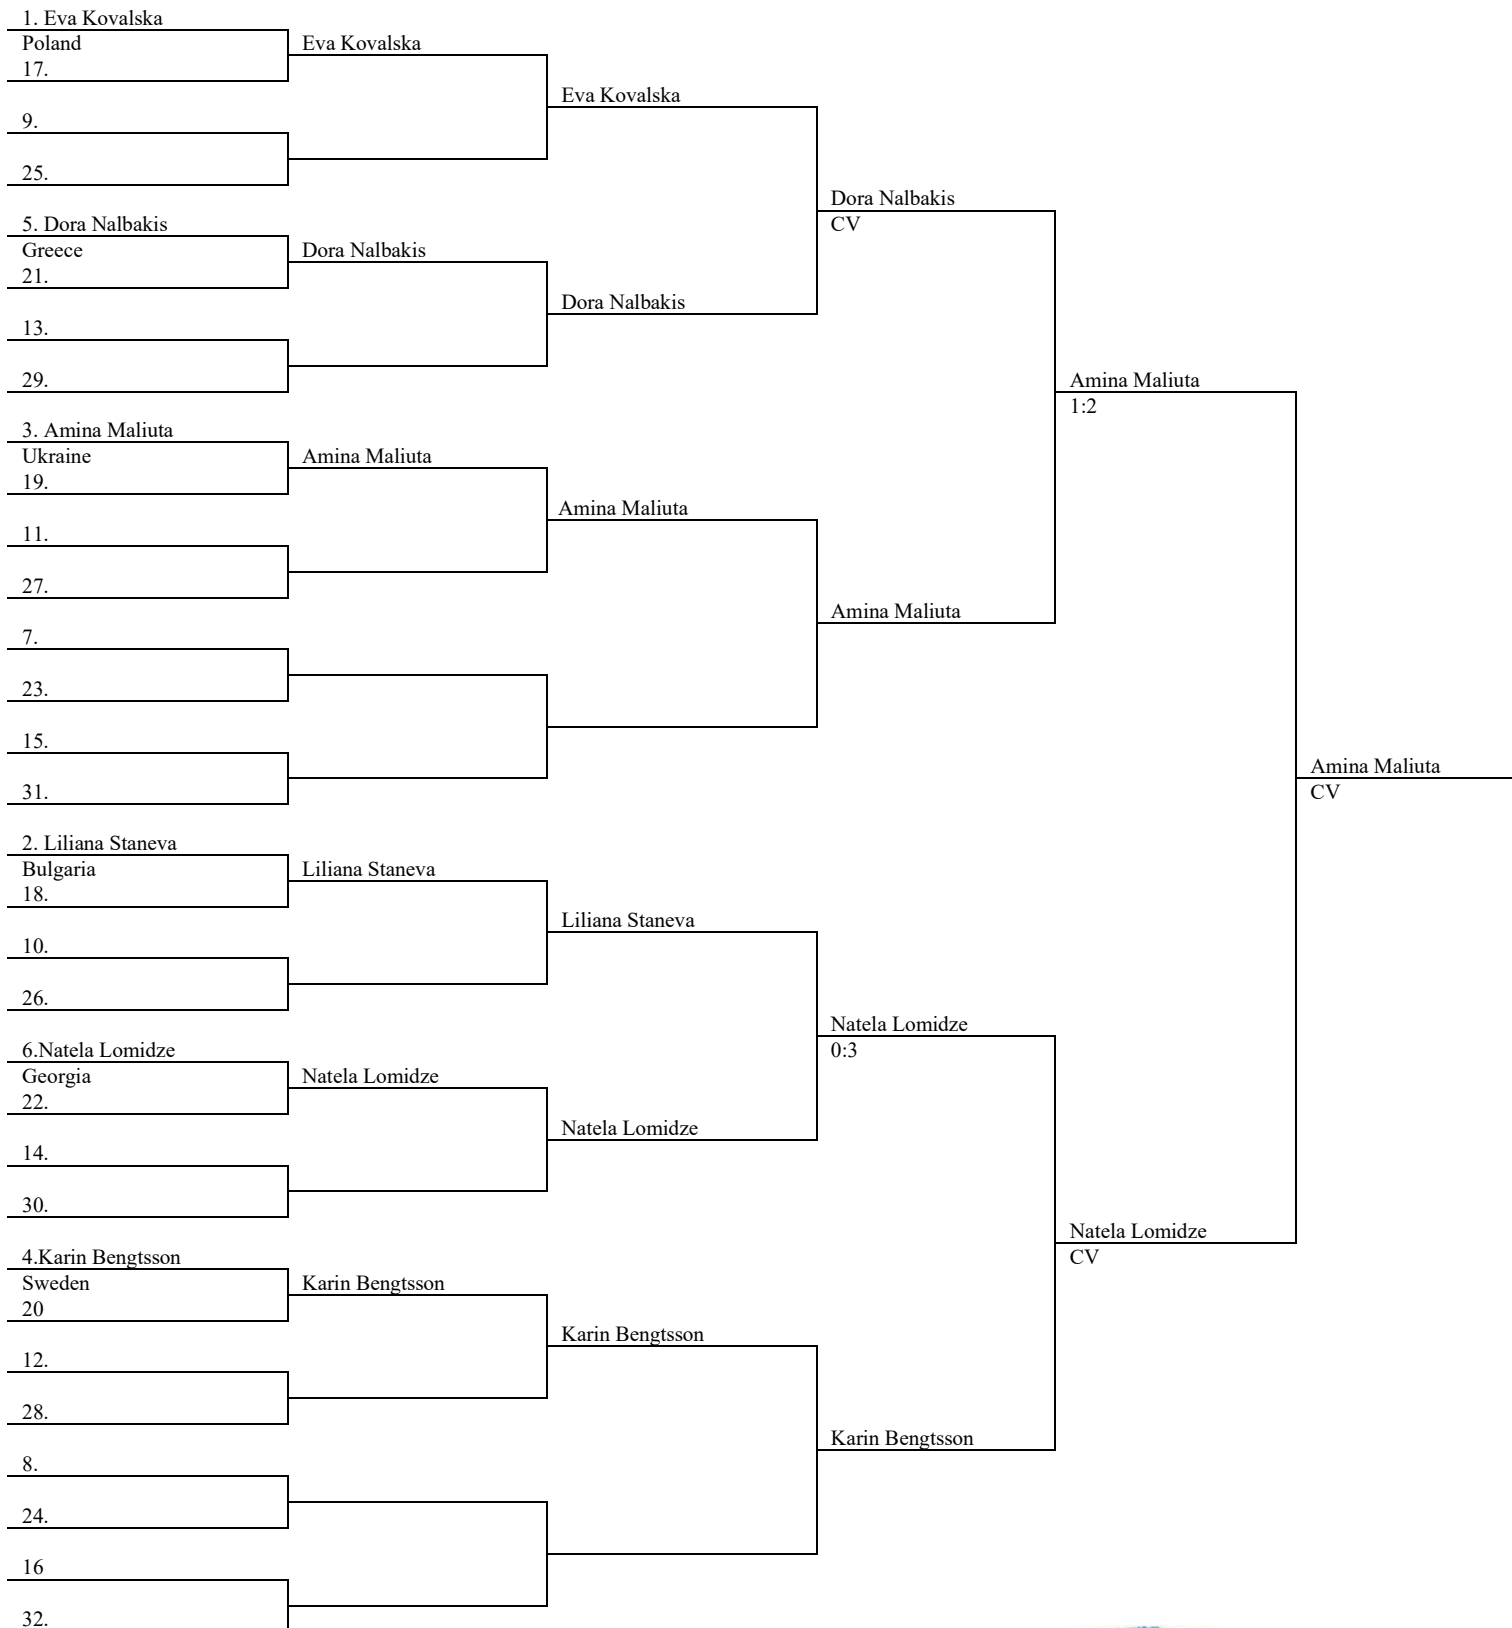 1. Eva Kovalska
Poland
17.
9.
25.
5. Dora Nalbakis
Greece
21.
13.
29.
3. Amina Maliuta
Ukraine
19.
11.
27.
7.
23.
15.
31.
2. Liliana Staneva
Bulgaria
18.
10.
26.
6.Natela Lomidze
Georgia
22.
14.
30.
4.Karin Bengtsson
Sweden
20
12.
28.
8.
24.
16
32.
Eva Kovalska
Dora Nalbakis
Amina Maliuta
Liliana Staneva
Natela Lomidze
Karin Bengtsson
Eva Kovalska
Dora Nalbakis
Amina Maliuta
Liliana Staneva
Natela Lomidze
Karin Bengtsson
Dora Nalbakis
CV
Amina Maliuta
Natela Lomidze
0:3
Karin Bengtsson
Amina Maliuta
1:2
Natela Lomidze
CV
Amina Maliuta
CV